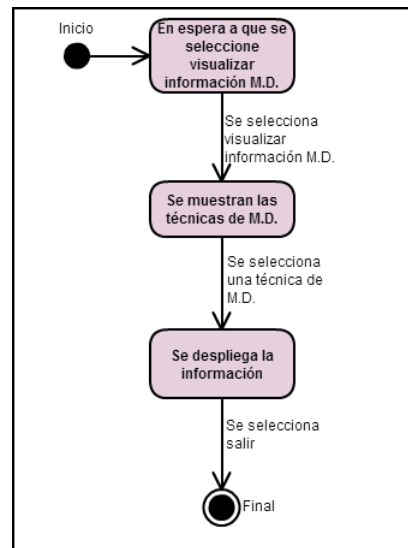 Inicio
En espera a que se
seleccione
visualizar
información M.D.
Se selecciona
visualizar
información M.D.
Se muestran las
técnicas de M.D.
Se selecciona
una técnica de
M.D.
Se despliega la
información
Se selecciona
salir
Final